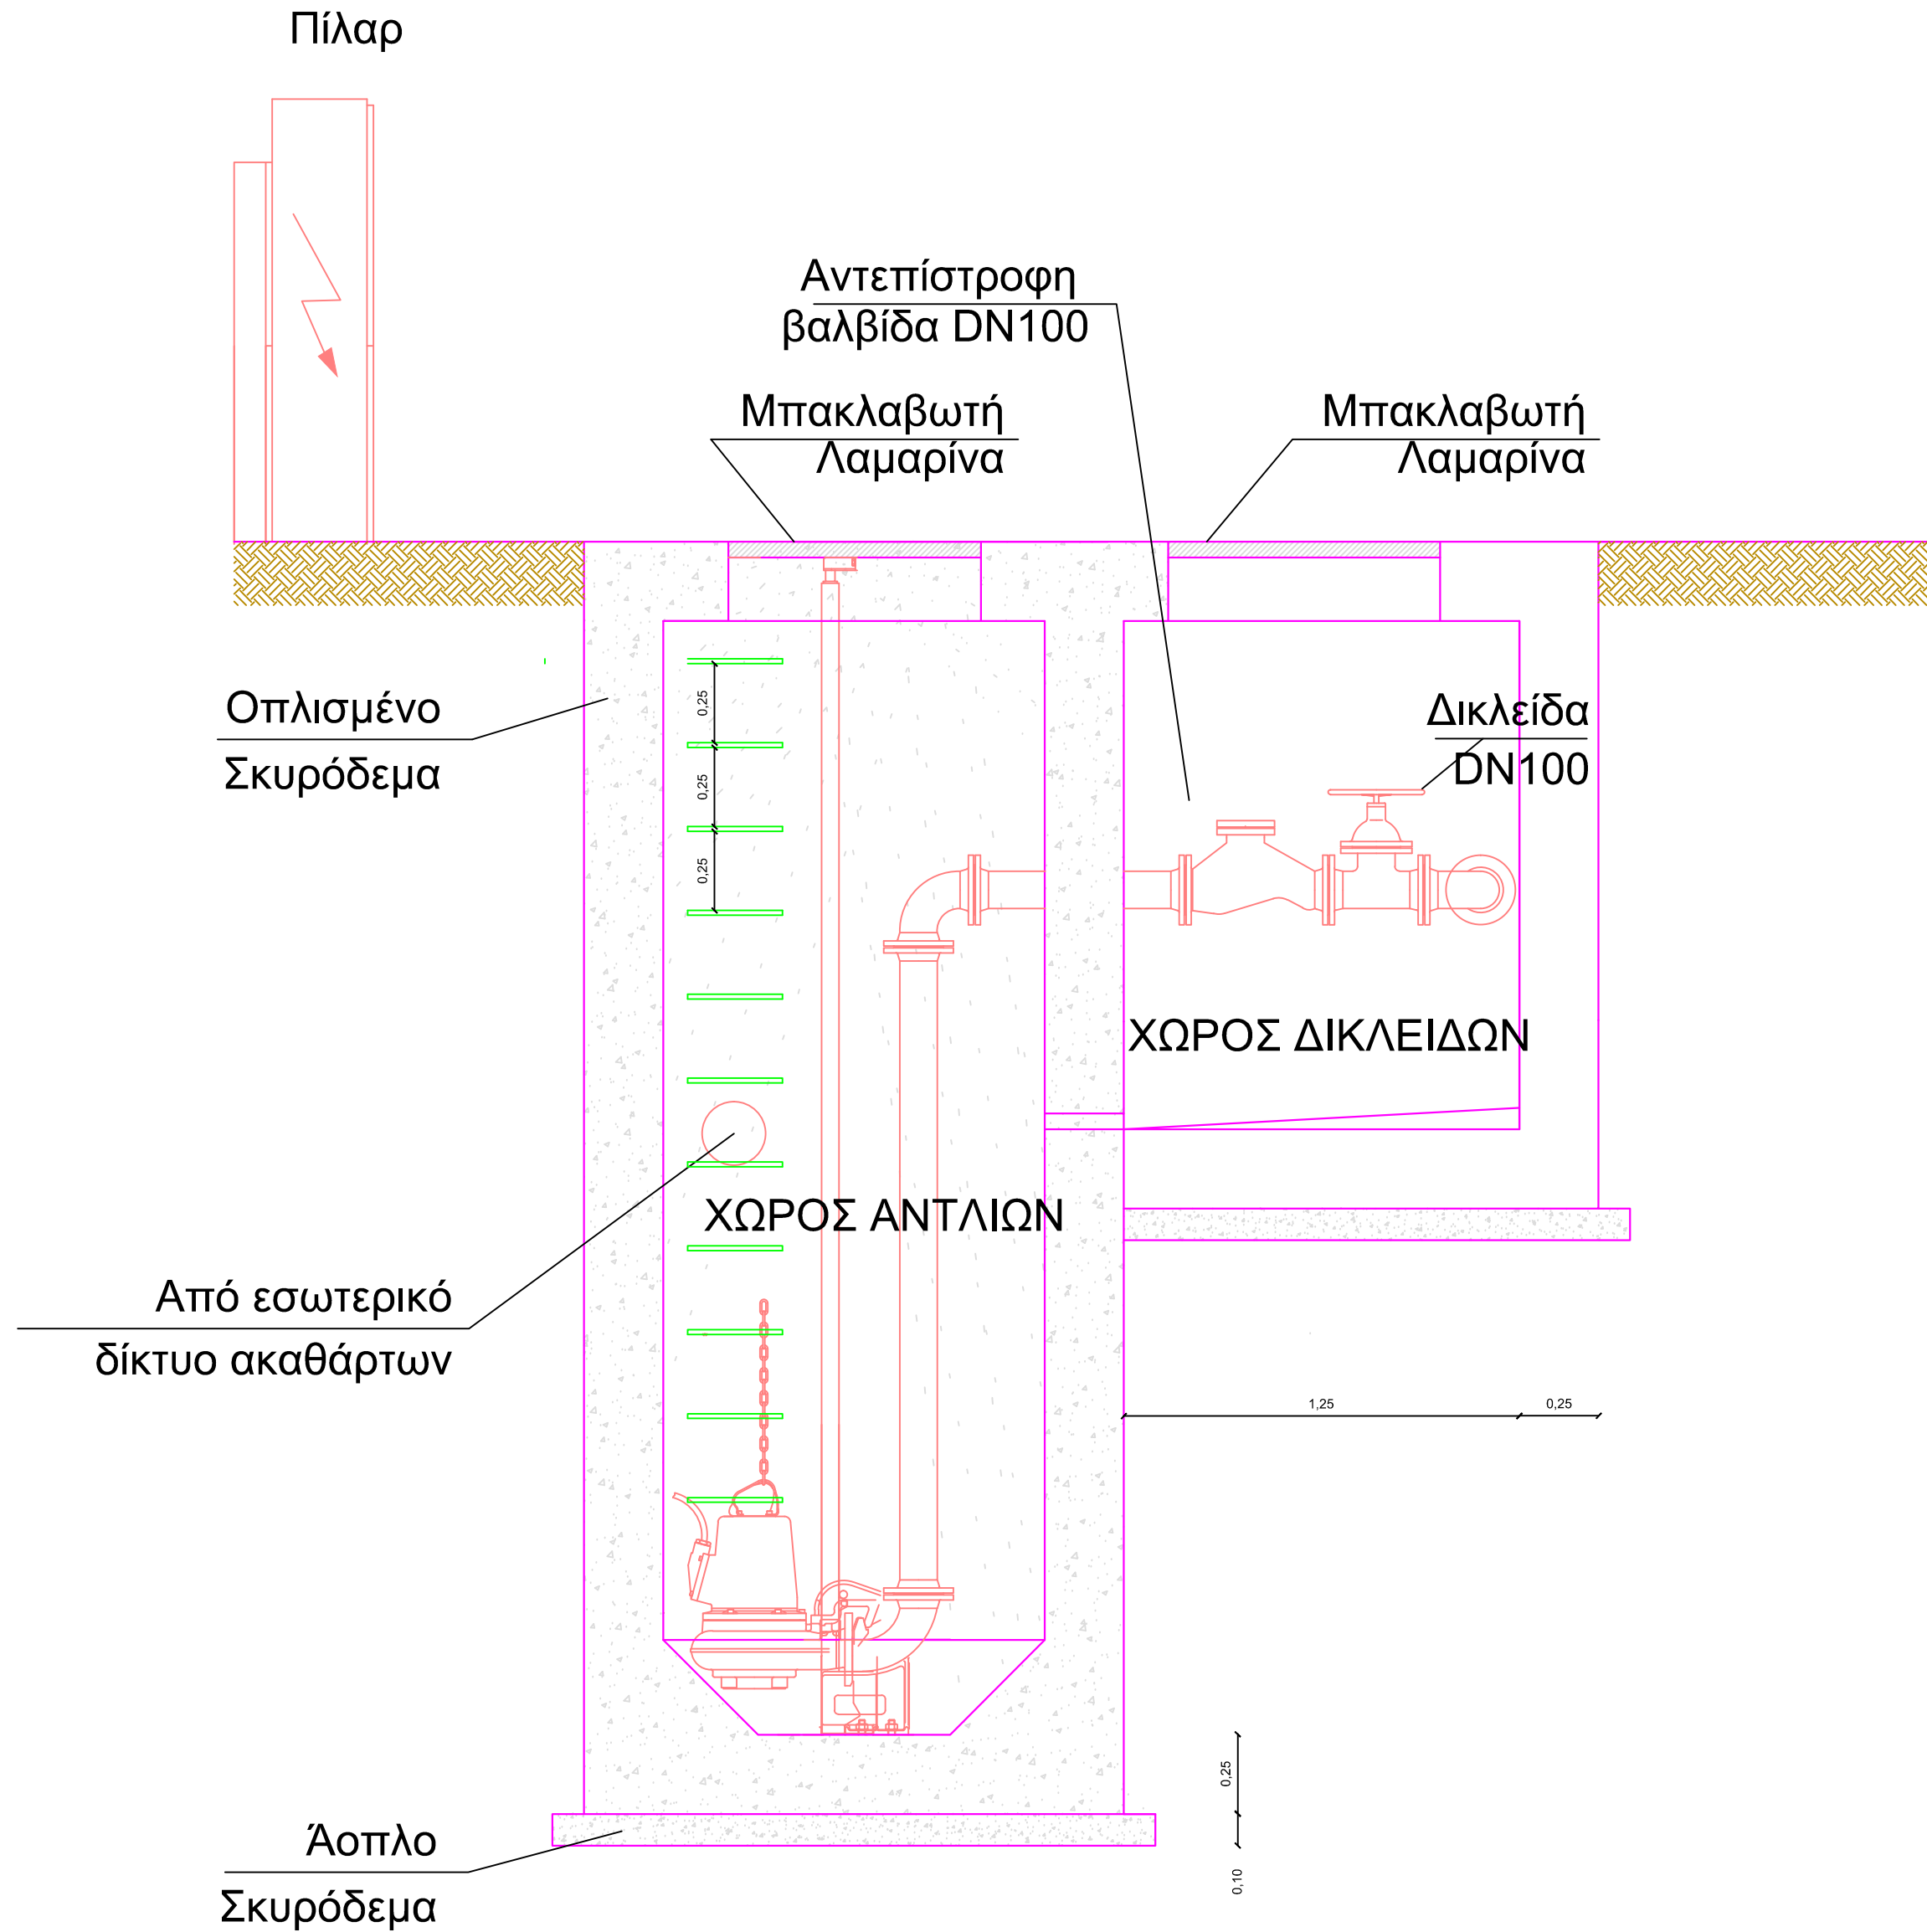 Πίλαρ
Αντεπίστροφη
βαλβίδα DN100
Μπακλαβωτή
Λαμαρίνα
Μπακλαβωτή
Λαμαρίνα
Οπλισμένο
Σκυρόδεμα
0,25
0,25
0,25
Δικλείδα
DN100
ΧΩΡΟΣ ΔΙΚΛΕΙΔΩΝ
ΧΩΡΟΣ ΑΝΤΛΙΩΝ
Από εσωτερικό
δίκτυο ακαθάρτων
1,25
0,25
0,25
0,10
Άοπλο
Σκυρόδεμα